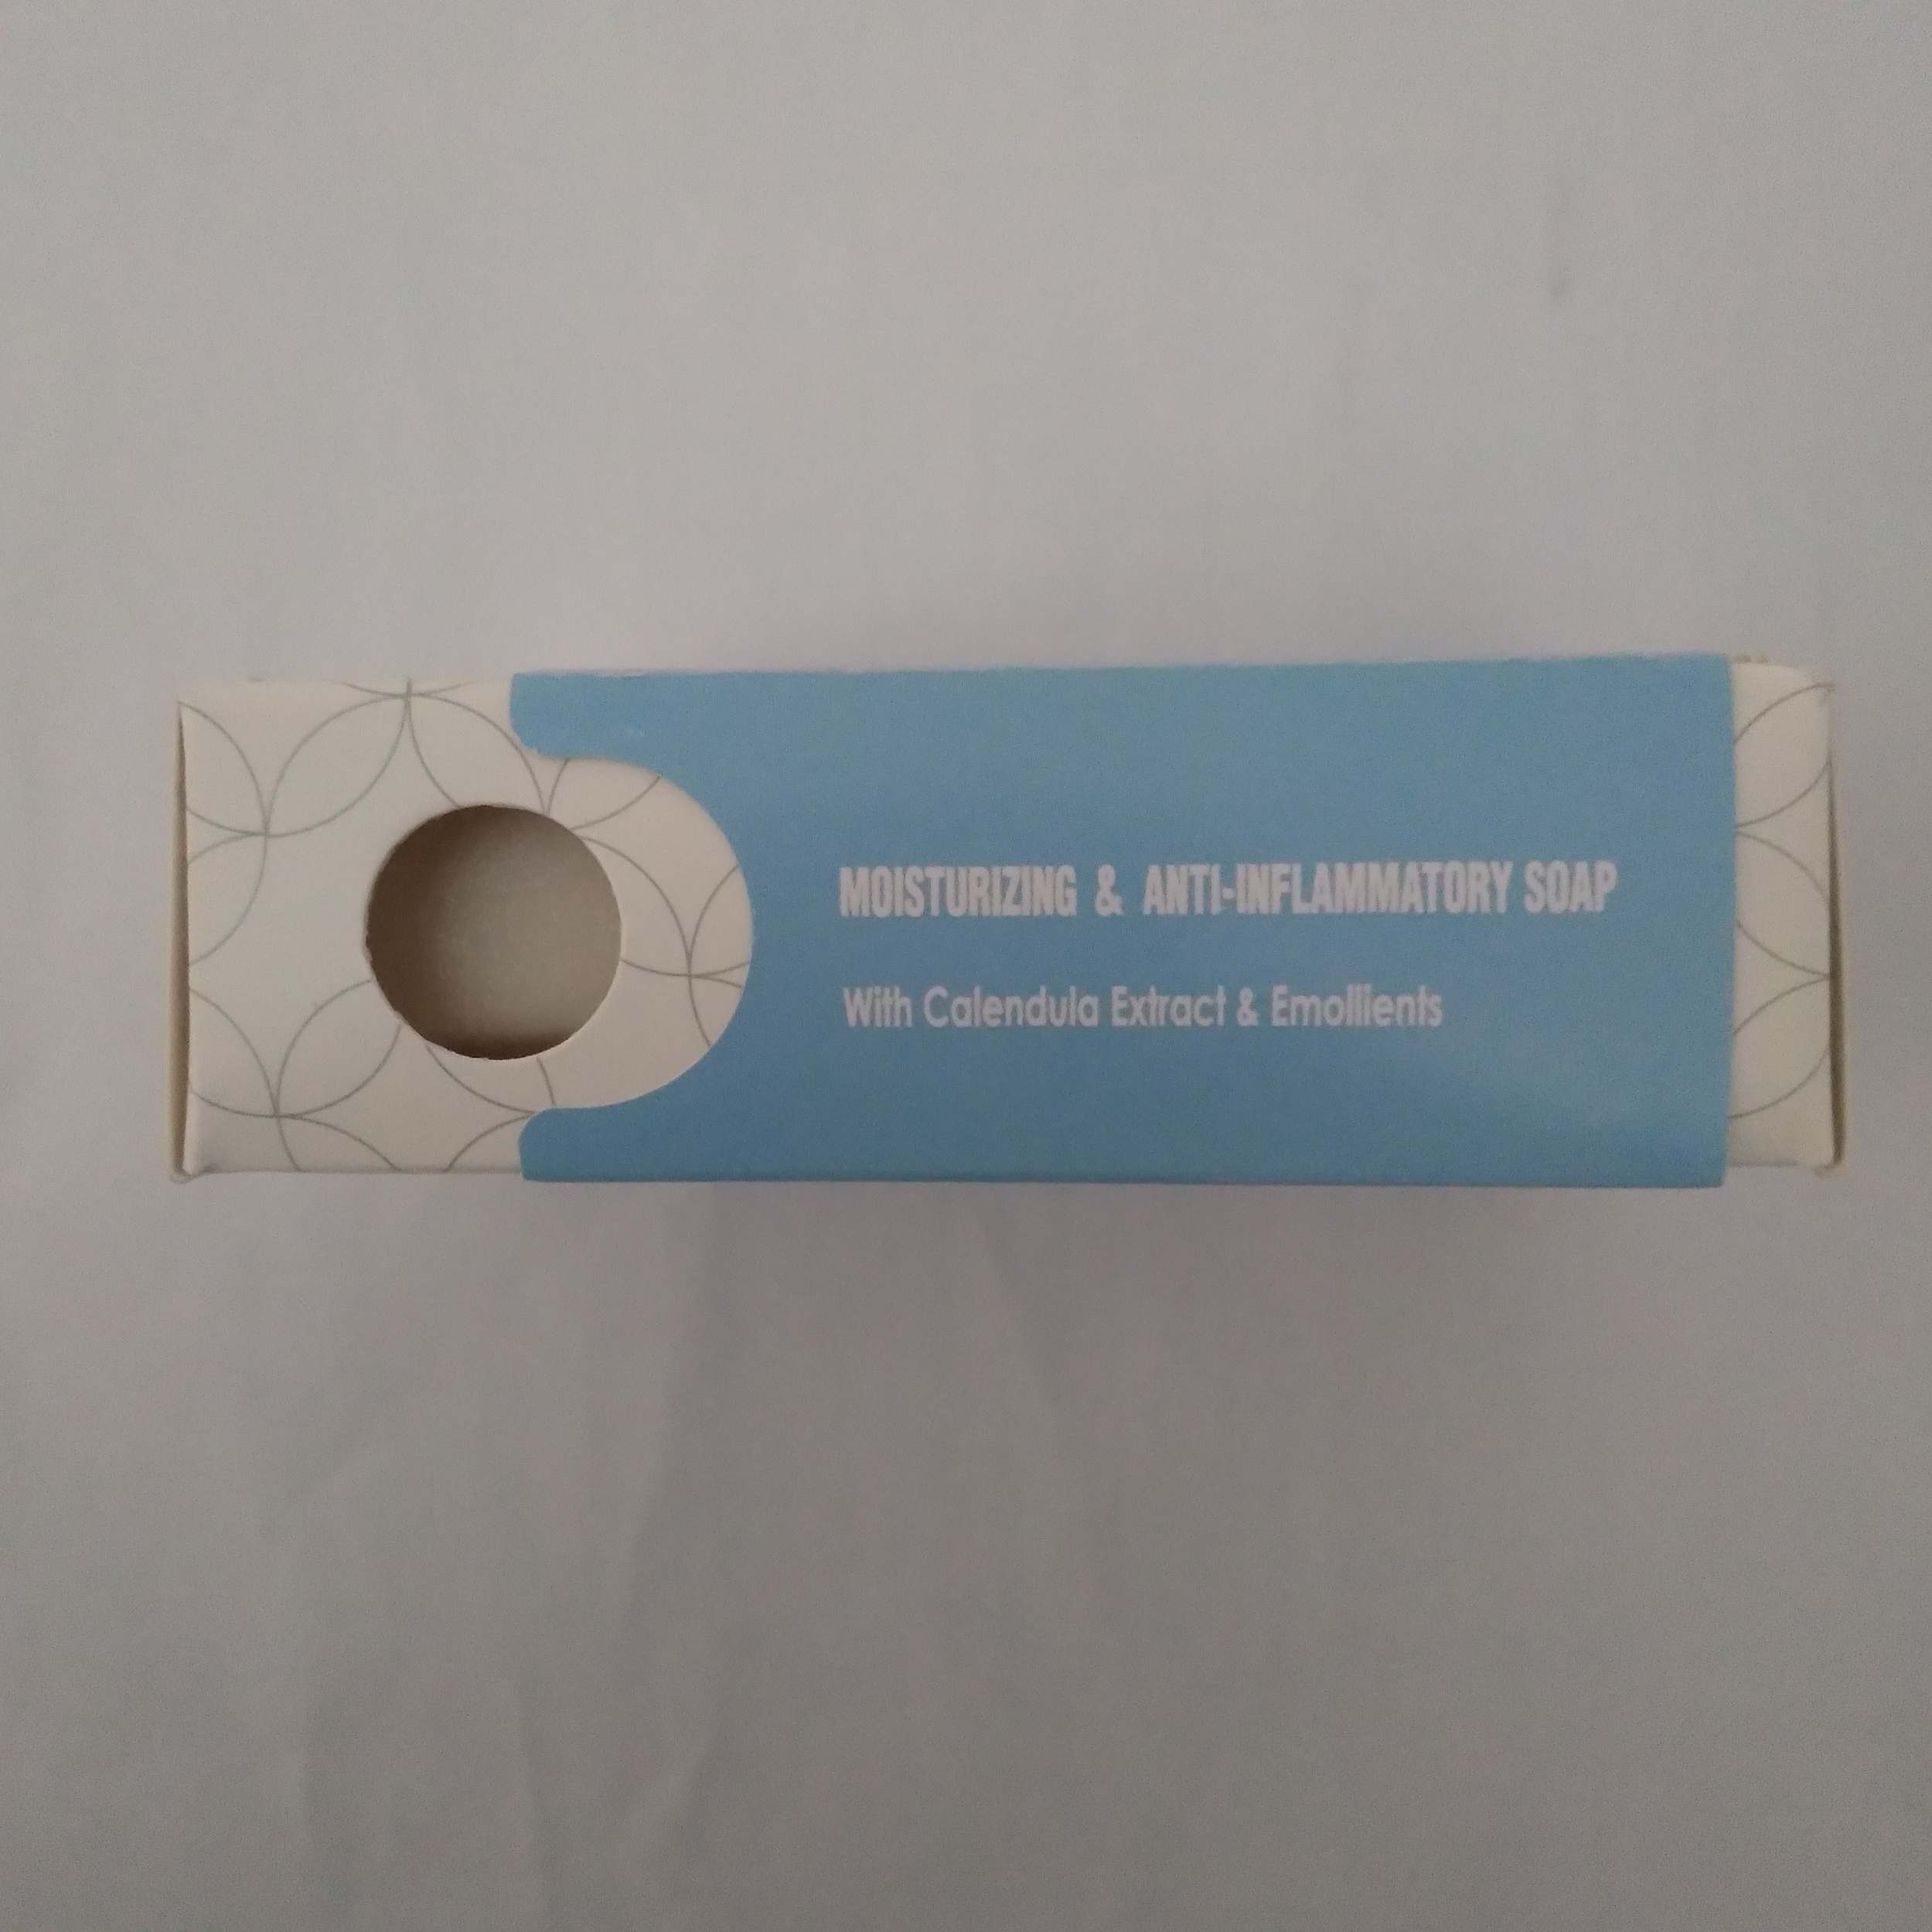 MOISTURIZING & ANTI-INFLAMMATORY SOAP
With Calendula Extract & Emollients